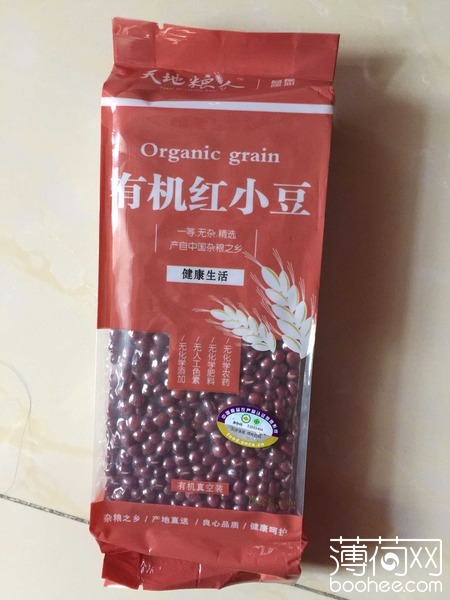 天地粮人
Organic grain
有机红小豆
一等.无杂.精选
产自中国杂粮之乡
健康生活
/无化学农药
/无化学肥料
/无人工色素
/无化学添加
有机真空装
杂粮之乡 / 产地直送 / 良心品质 / 健康呵护
薄荷网
boohee.com